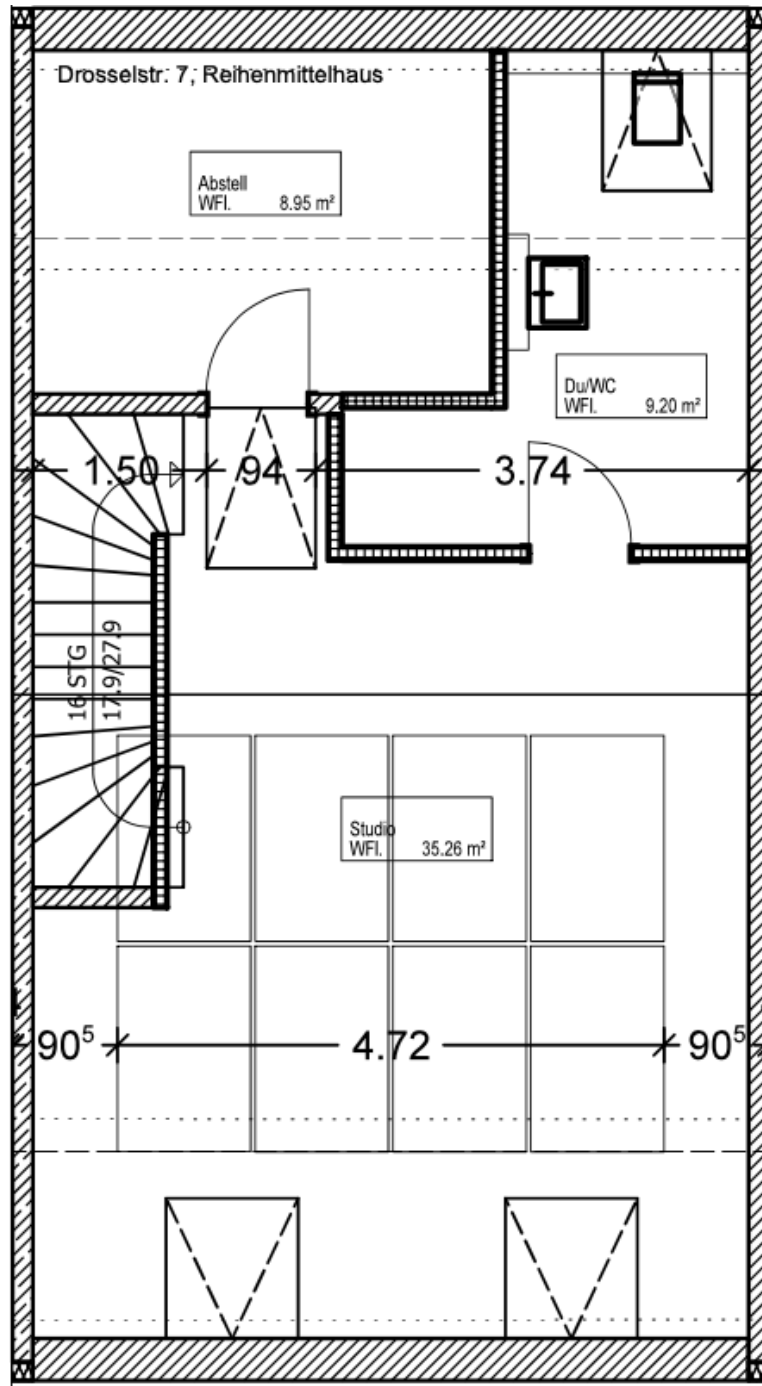 Drosselstr. 7, Reihenmittelhaus
Abstell
WFl. 8.95 m²
Du/WC
WFl. 9.20 m²
1.50 94 3.74
16 STG
17.9/27.9
Studio
WFl. 35.26 m²
90⁵ 4.72 90⁵